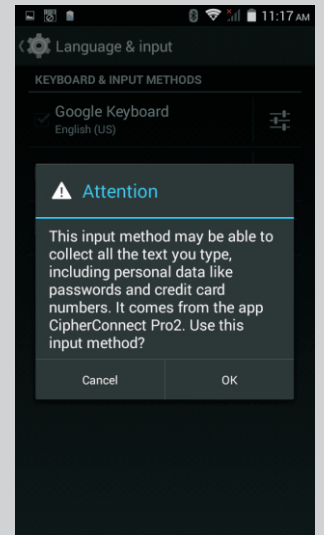 11:17 AM
Language & input
KEYBOARD & INPUT METHODS
Google Keyboard
English (US)
Attention
This input method may be able to
collect all the text you type,
including personal data like
passwords and credit card
numbers. It comes from the app
CipherConnect Pro2. Use this
input method?
Cancel OK